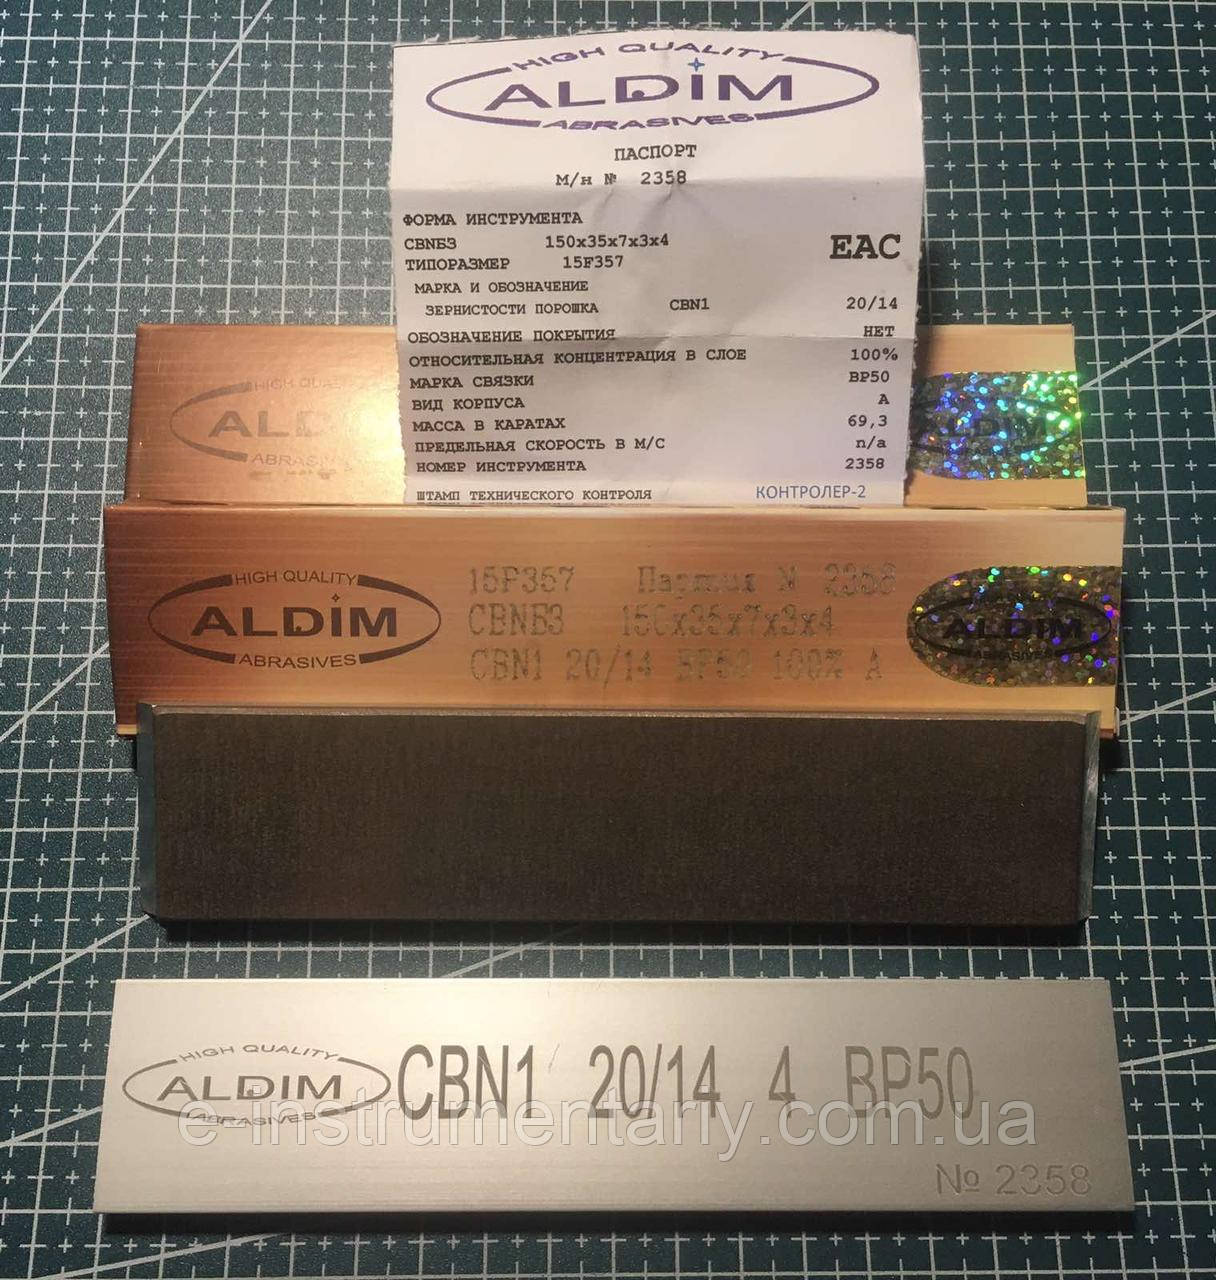 HIGH QUALITY
ALDIM
ABRASIVES
ПАСПОРТ
М/н № 2358
ФОРМА ИНСТРУМЕНТА
CBNБ3 150x35x7x3x4
ТИПОРАЗМЕР 15F357
EAC
МАРКА И ОБОЗНАЧЕНИЕ
ЗЕРНИСТОСТИ ПОРОШКА CBN1 20/14
ОБОЗНАЧЕНИЕ ПОКРЫТИЯ НЕТ
ОТНОСИТЕЛЬНАЯ КОНЦЕНТРАЦИЯ В СЛОЕ 100%
МАРКА СВЯЗКИ BP50
ВИД КОРПУСА А
МАССА В КАРАТАХ 69,3
ПРЕДЕЛЬНАЯ СКОРОСТЬ В М/С n/a
НОМЕР ИНСТРУМЕНТА 2358
ШТАМП ТЕХНИЧЕСКОГО КОНТРОЛЯ КОНТРОЛЕР-2
HIGH QUALITY
ALDIM
ABRASIVES
ALDIM
HIGH QUALITY
ALDIM
ABRASIVES
15F357 Партия N 2358
CBNБ3 150x35x7x3x4
CBN1 20/14 BP50 100% A
ALDIM
ABRASIVES
HIGH QUALITY
ALDIM
ABRASIVES
CBN1 20/14 4 BP50
№ 2358
e-instrumentariy.com.ua